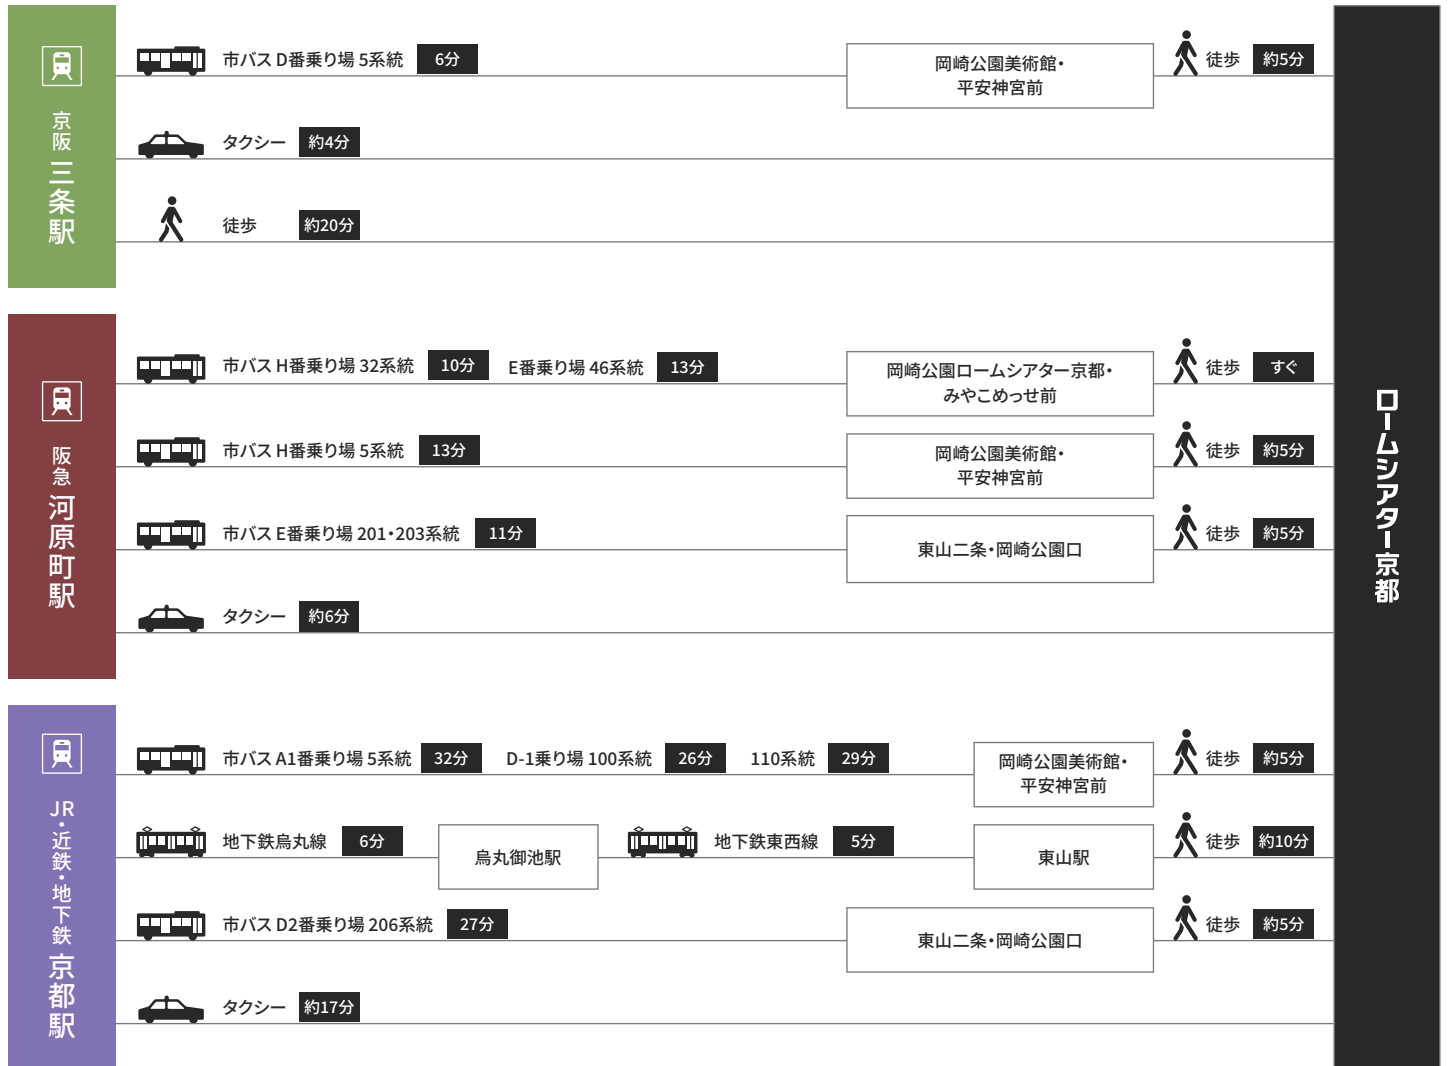 京阪 三条駅
市バス D番乗り場 5系統 6分
岡崎公園美術館・
平安神宮前
徒歩 約5分
タクシー 約4分
徒歩 約20分
阪急 河原町駅
市バス H番乗り場 32系統 10分 E番乗り場 46系統 13分
岡崎公園ロームシアター京都・
みやこめっせ前
徒歩 すぐ
市バス H番乗り場 5系統 13分
岡崎公園美術館・
平安神宮前
徒歩 約5分
市バス E番乗り場 201・203系統 11分
東山二条・岡崎公園口
徒歩 約5分
タクシー 約6分
JR・近鉄・地下鉄 京都駅
市バス A1番乗り場 5系統 32分 D-1乗り場 100系統 26分 110系統 29分
岡崎公園美術館・
平安神宮前
徒歩 約5分
地下鉄烏丸線 6分 烏丸御池駅 地下鉄東西線 5分 東山駅 徒歩 約10分
市バス D2番乗り場 206系統 27分
東山二条・岡崎公園口
徒歩 約5分
タクシー 約17分
ロームシアター京都